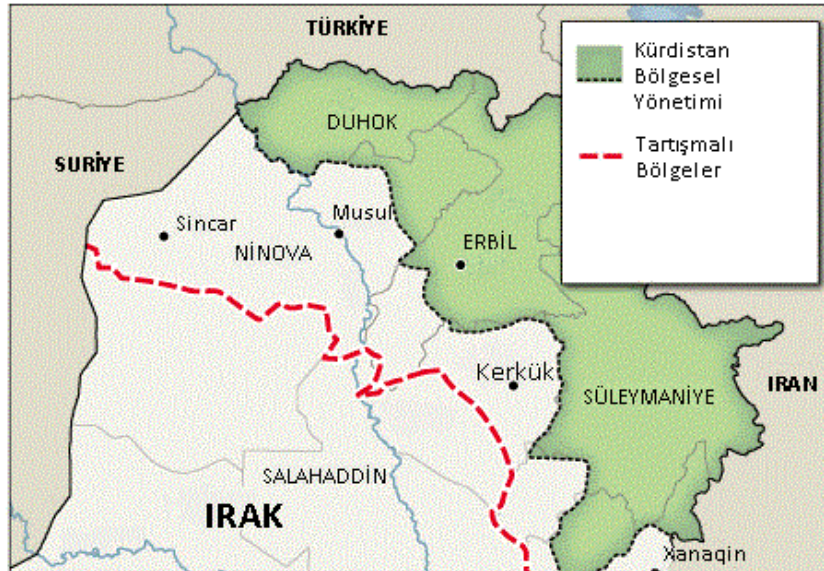 TÜRKİYE
Kürdistan
Bölgesel
Yönetimi
DUHOK
Tartışmalı
Bölgeler
SURİYE
Sincar
Musul
NİNOVA
ERBİL
Kerkük
IRAN
SÜLEYMANİYE
SALAHADDİN
IRAK
Xanaqin